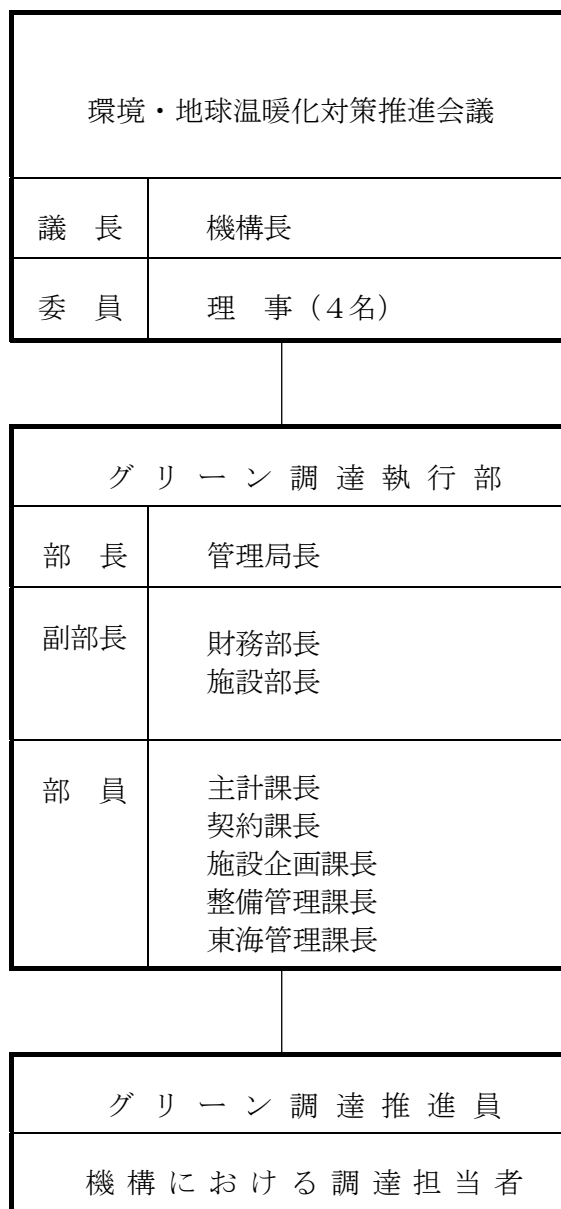 環境・地球温暖化対策推進会議
議　長　機構長
委　員　理　事（４名）
グリーン調達執行部
部　長　管理局長
副部長　財務部長
施設部長
部　員　主計課長
契約課長
施設企画課長
整備管理課長
東海管理課長
グリーン調達推進員
機構における調達担当者